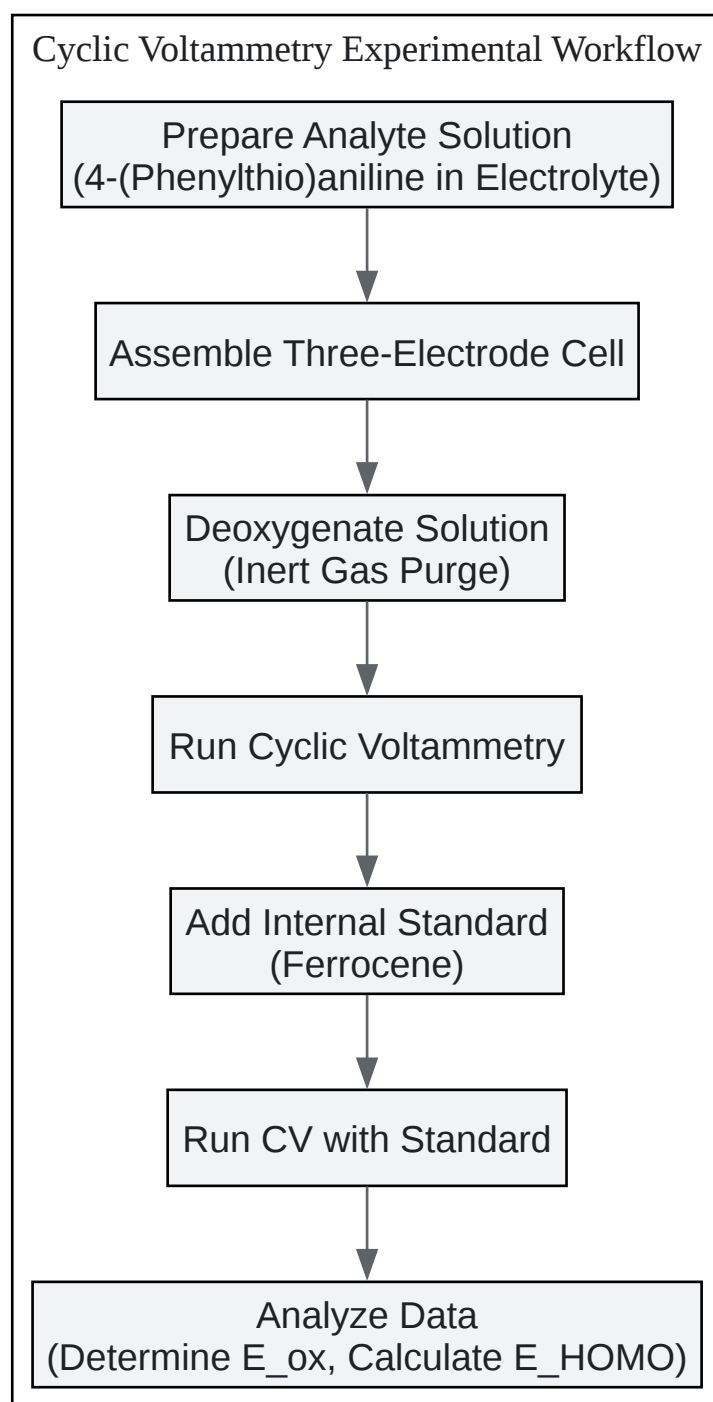 Cyclic Voltammetry Experimental Workflow
Prepare Analyte Solution
(4-(Phenylthio)aniline in Electrolyte)
Assemble Three-Electrode Cell
Deoxygenate Solution
(Inert Gas Purge)
Run Cyclic Voltammetry
Add Internal Standard
(Ferrocene)
Run CV with Standard
Analyze Data
(Determine E_ox, Calculate E_HOMO)